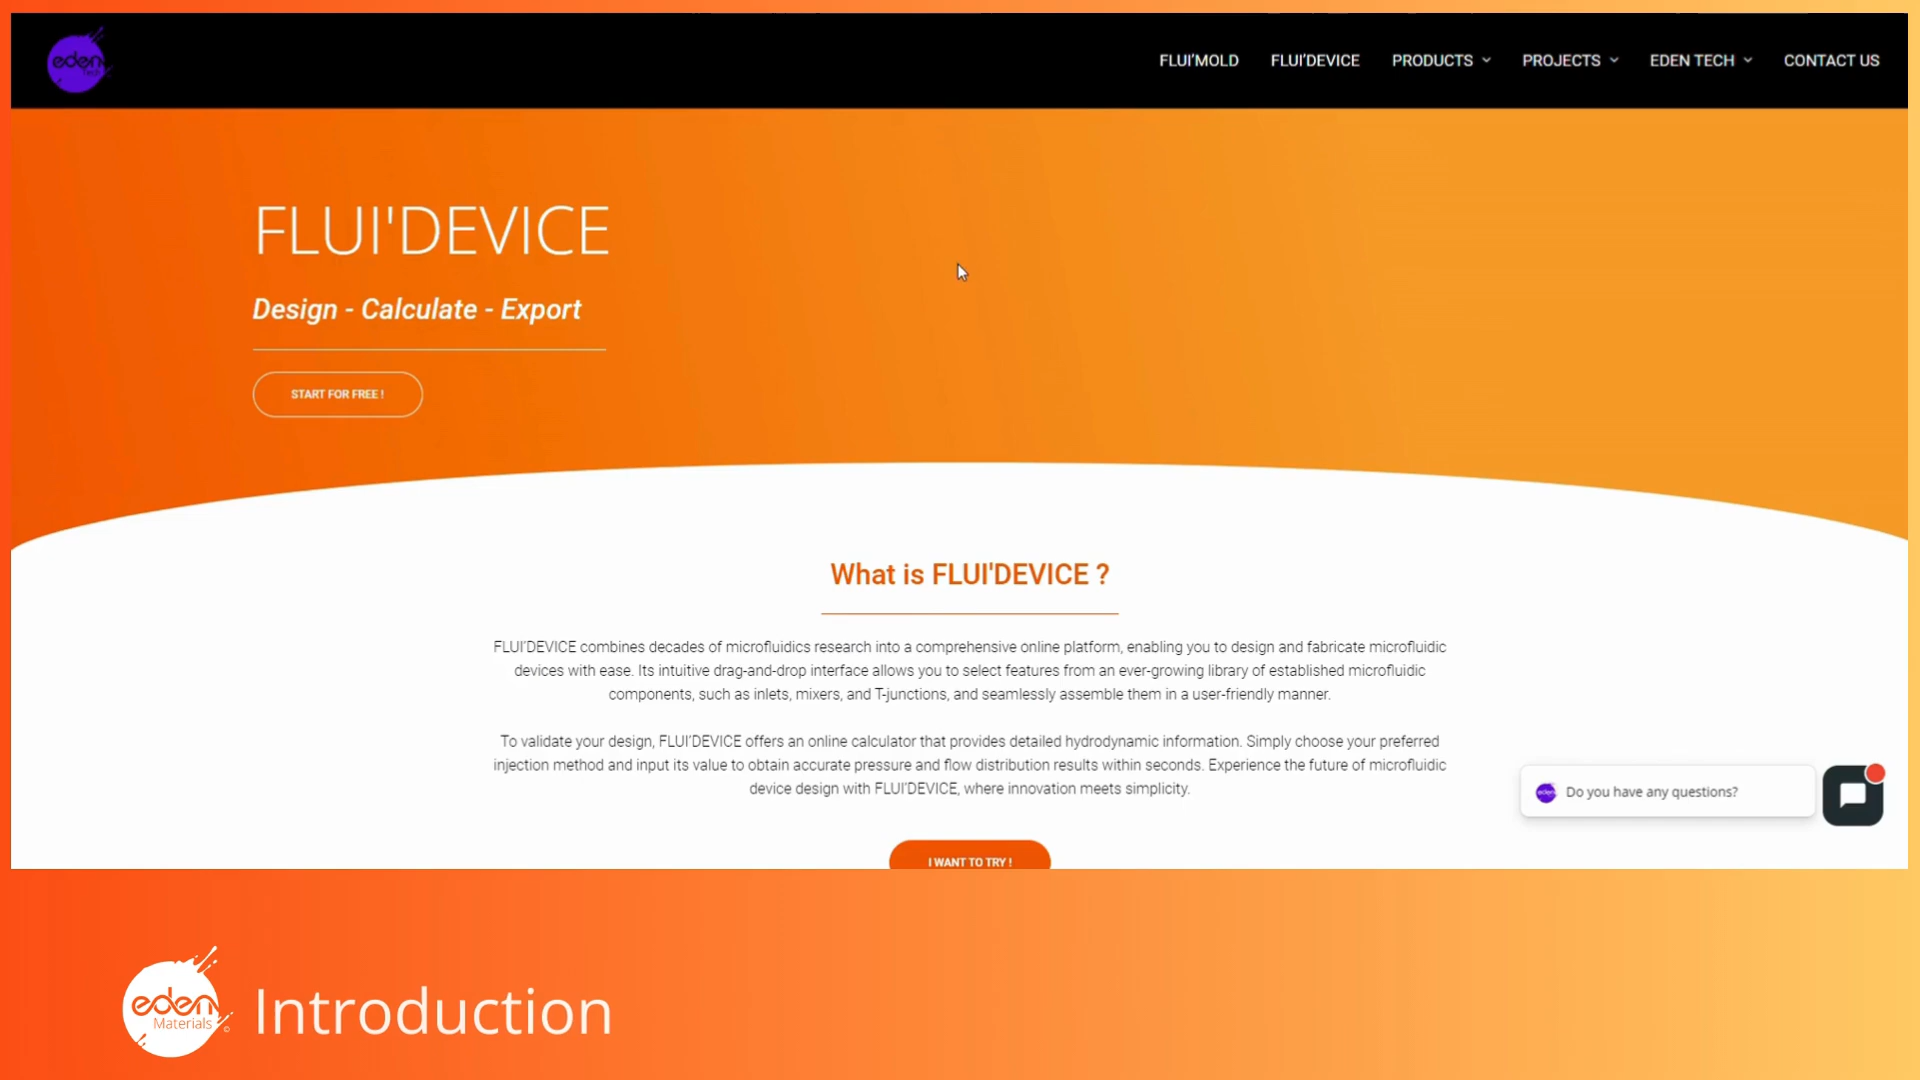 eden
Tech
FLUI'MOLD
FLUI'DEVICE
PRODUCTS
PROJECTS
EDEN TECH
CONTACT US
FLUI'DEVICE
Design - Calculate - Export
START FOR FREE !
What is FLUI'DEVICE ?
FLUI'DEVICE combines decades of microfluidics research into a comprehensive online platform, enabling you to design and fabricate microfluidic
devices with ease. Its intuitive drag-and-drop interface allows you to select features from an ever-growing library of established microfluidic
components, such as inlets, mixers, and T-junctions, and seamlessly assemble them in a user-friendly manner.
To validate your design, FLUI'DEVICE offers an online calculator that provides detailed hydrodynamic information. Simply choose your preferred
injection method and input its value to obtain accurate pressure and flow distribution results within seconds. Experience the future of microfluidic
device design with FLUI'DEVICE, where innovation meets simplicity.
eden
Do you have any questions?
I WANT TO TRY !
eden
Materials ©
Introduction